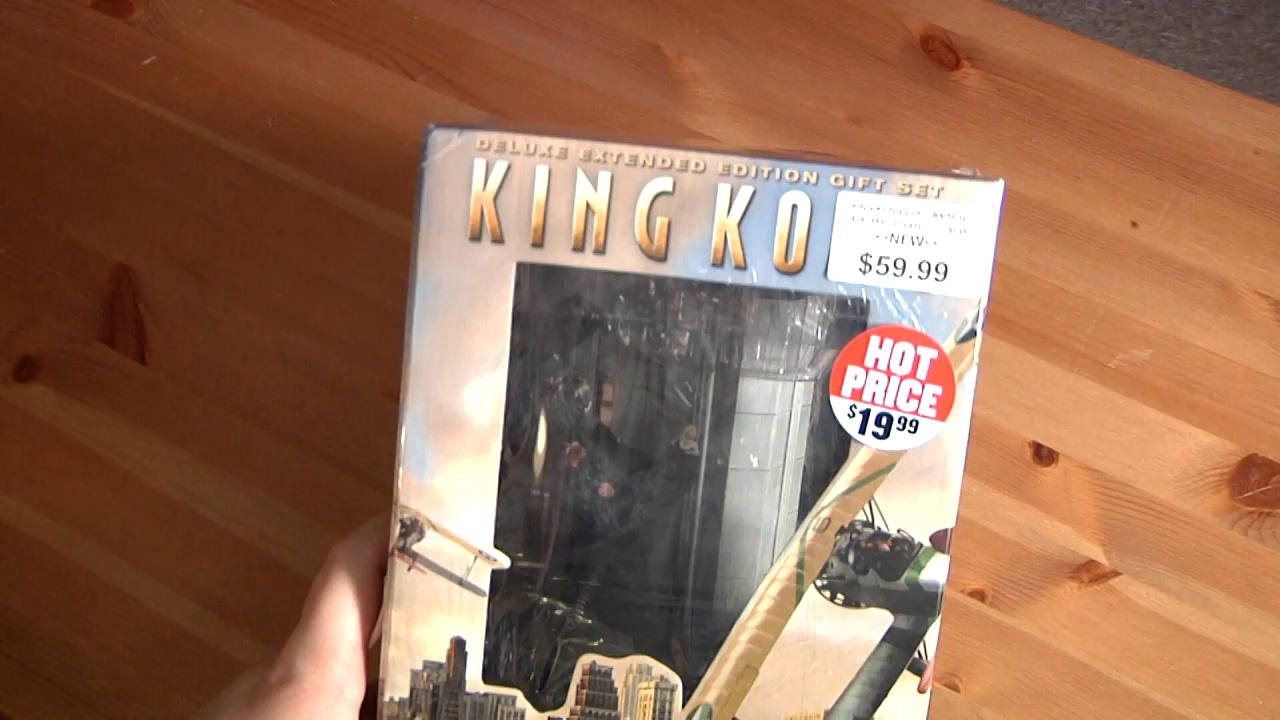 DELUXE EXTENDED EDITION GIFT SET
KING KO
**NEW**
$59.99
HOT
PRICE
$19.99